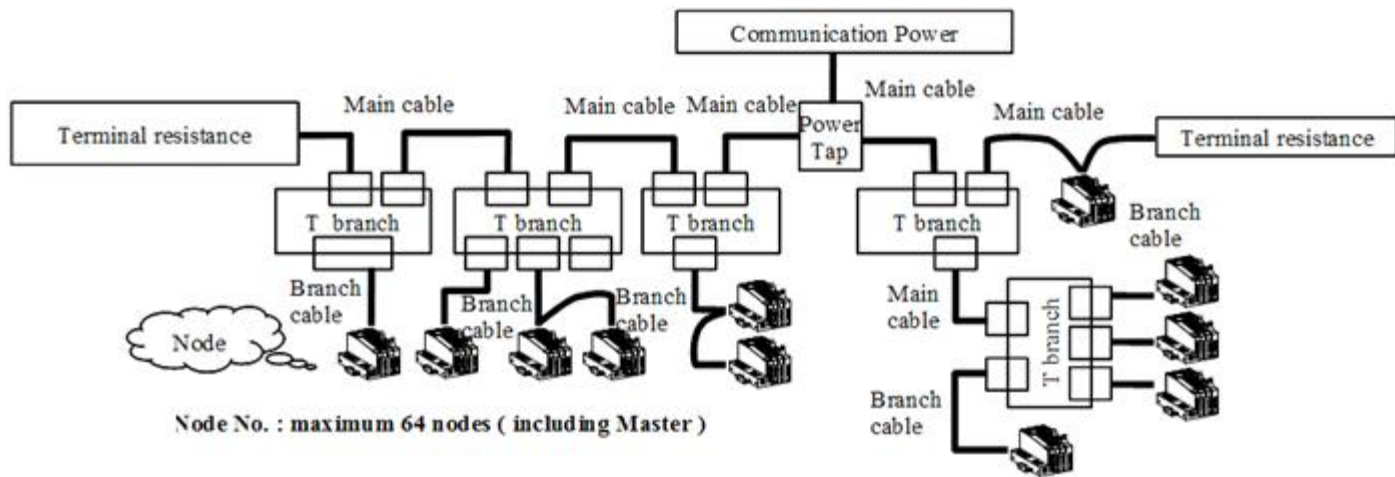 Communication Power
Main cable
Main cable
Main cable
Main cable
Main cable
Terminal resistance
Power
Tap
Terminal resistance
T branch
T branch
T branch
T branch
Branch
cable
Branch
cable
Branch
cable
Branch
cable
Main
cable
T branch
Node
Branch
cable
Node No. : maximum 64 nodes ( including Master )